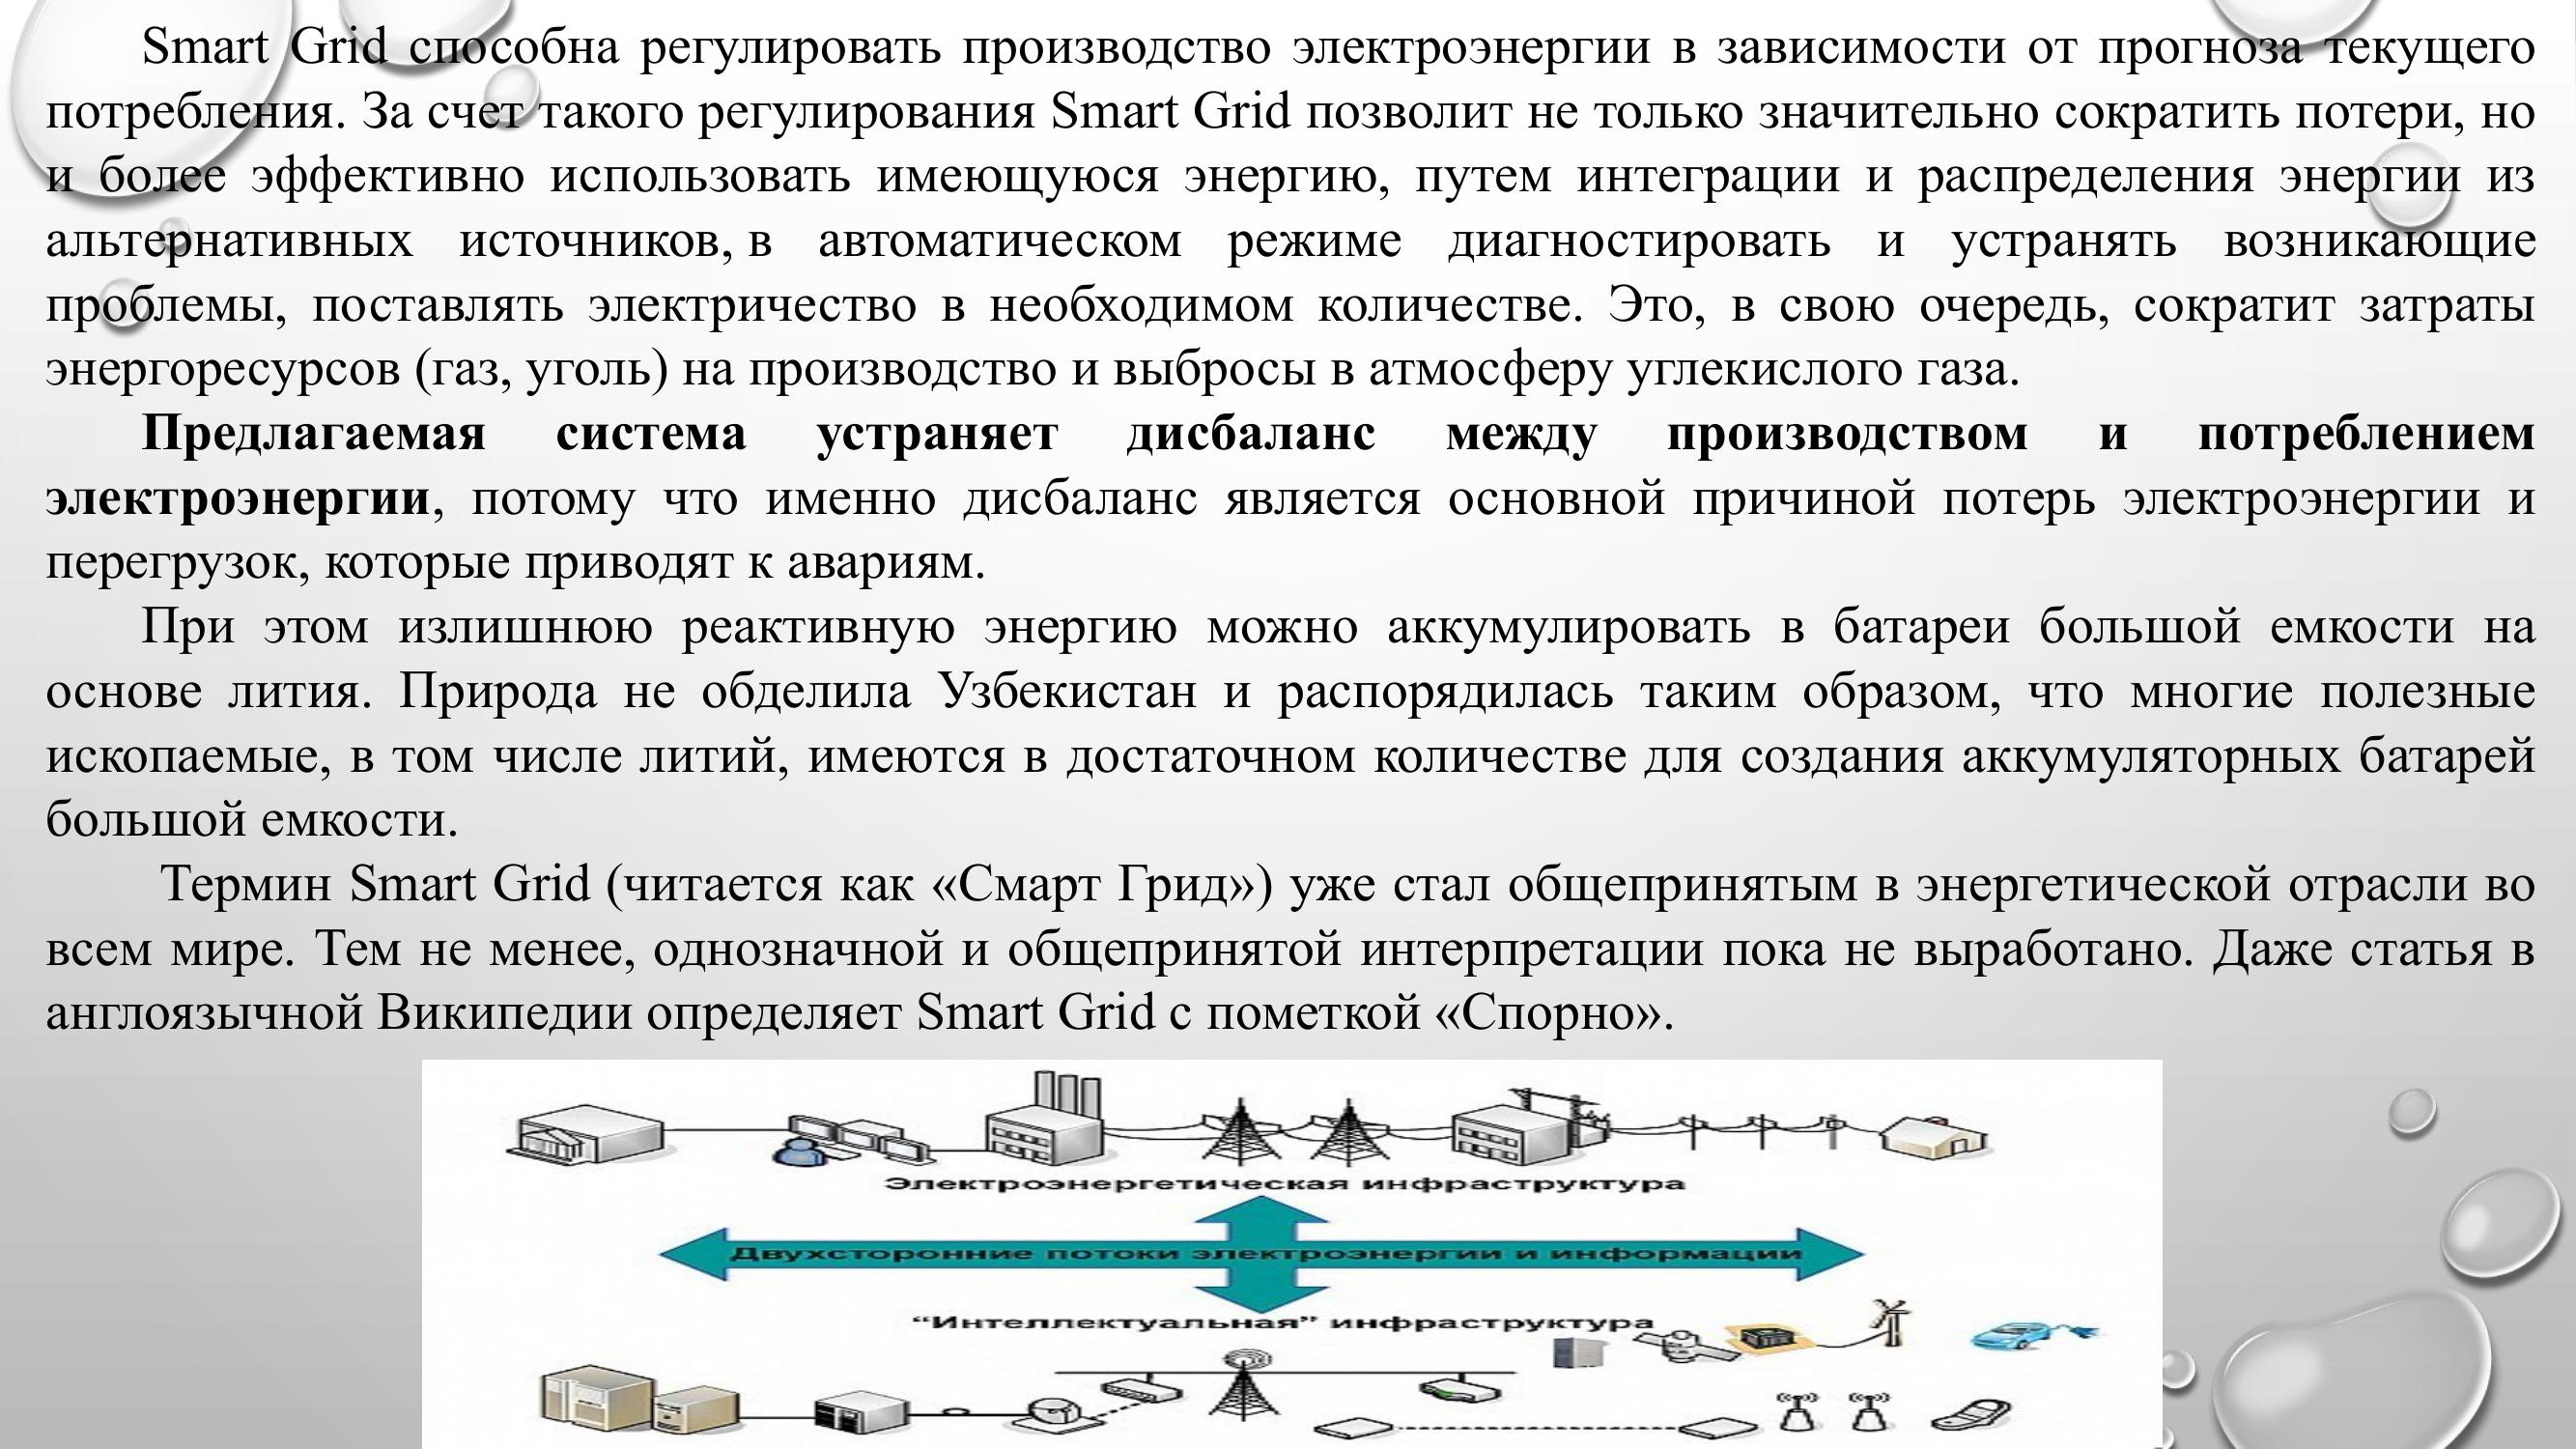 Smart Grid способна регулировать производство электроэнергии в зависимости от прогноза текущего
потребления. За счет такого регулирования Smart Grid позволит не только значительно сократить потери, но
и более эффективно использовать имеющуюся энергию, путем интеграции и распределения энергии из
альтернативных источников, в автоматическом режиме диагностировать и устранять возникающие
проблемы, поставлять электричество в необходимом количестве. Это, в свою очередь, сократит затраты
энергоресурсов (газ, уголь) на производство и выбросы в атмосферу углекислого газа.
Предлагаемая система устраняет дисбаланс между производством и потреблением
электроэнергии, потому что именно дисбаланс является основной причиной потерь электроэнергии и
перегрузок, которые приводят к авариям.
При этом излишнюю реактивную энергию можно аккумулировать в батареи большой емкости на
основе лития. Природа не обделила Узбекистан и распорядилась таким образом, что многие полезные
ископаемые, в том числе литий, имеются в достаточном количестве для создания аккумуляторных батарей
большой емкости.
Термин Smart Grid (читается как «Смарт Грид») уже стал общепринятым в энергетической отрасли во
всем мире. Тем не менее, однозначной и общепринятой интерпретации пока не выработано. Даже статья в
англоязычной Википедии определяет Smart Grid с пометкой «Спорно».
Электроэнергетическая инфраструктура
Двухсторонние потоки электроэнергии и информации
“Интеллектуальная” инфраструктура